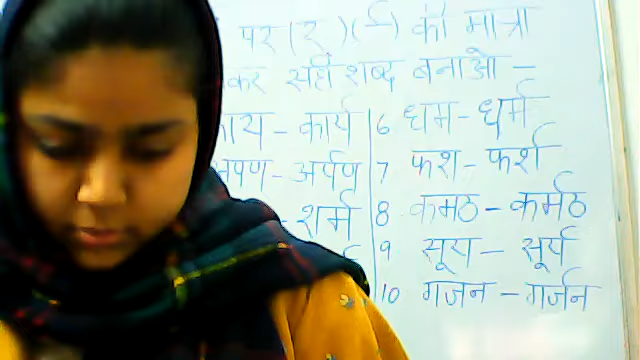 पर (र) (र्) की मात्रा
कर सही शब्द बनाओ –
काय – कार्य
अपण – अर्पण
- शर्म
6 धम – धर्म
7 फश – फर्श
8 कमठ – कर्मठ
9 सूय – सूर्य
10 गजन – गर्जन